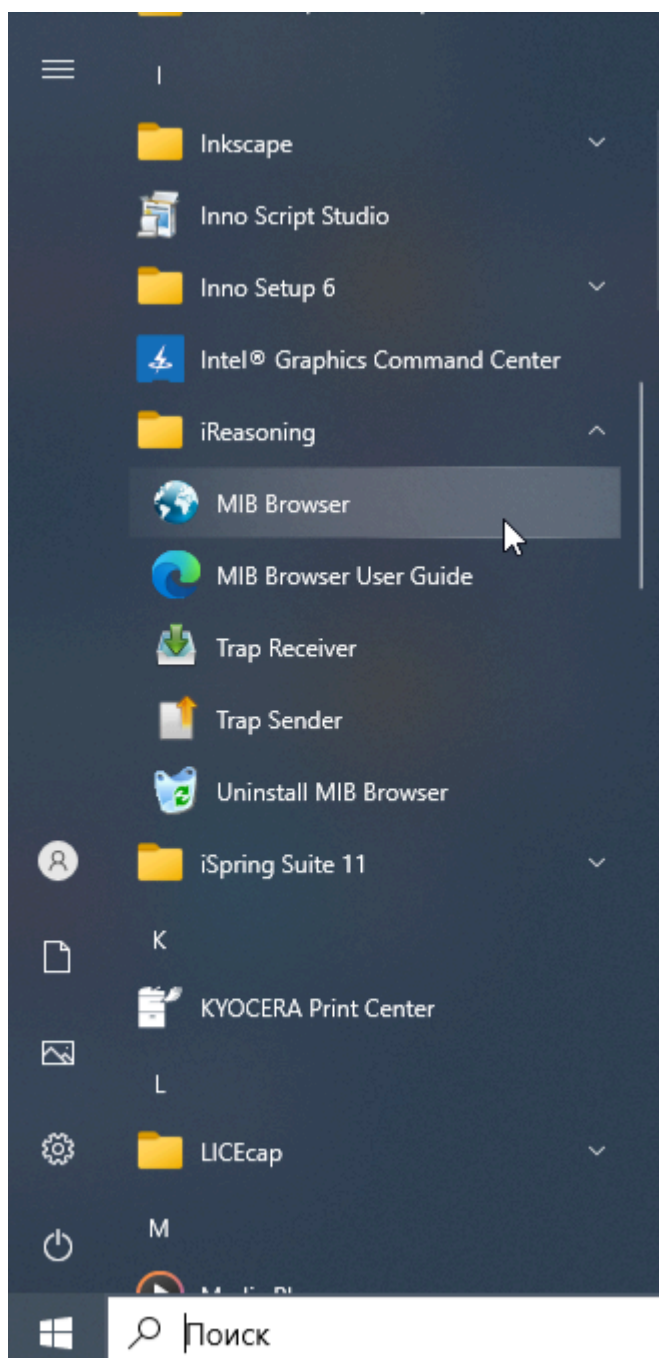 I
Inkscape
Inno Script Studio
Inno Setup 6
Intel® Graphics Command Center
iReasoning
MIB Browser
MIB Browser User Guide
Trap Receiver
Trap Sender
Uninstall MIB Browser
iSpring Suite 11
K
KYOCERA Print Center
L
LICEcap
M
Поиск